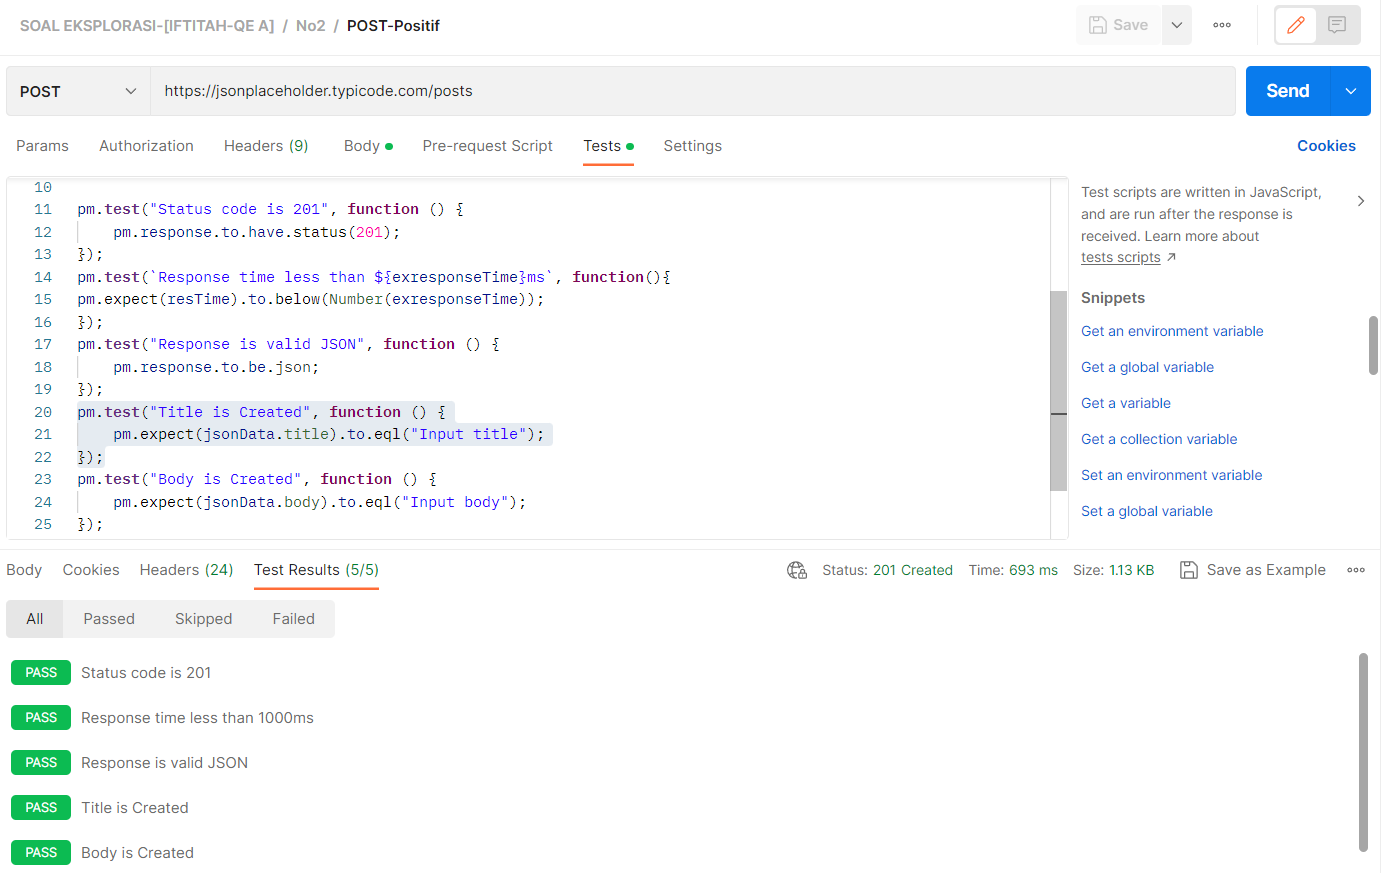 SOAL EKSPLORASI-[IFTITAH-QE A] / No2 / POST-Positif
Save
POST
https://jsonplaceholder.typicode.com/posts
Send
Params Authorization Headers (9) Body Pre-request Script Tests Settings
Cookies
10
11 pm.test("Status code is 201", function () {
12 pm.response.to.have.status(201);
13 });
14 pm.test(`Response time less than ${exresponseTime}ms`, function(){
15 pm.expect(resTime).to.below(Number(exresponseTime));
16 });
17 pm.test("Response is valid JSON", function () {
18 pm.response.to.be.json;
19 });
20 pm.test("Title is Created", function () {
21 pm.expect(jsonData.title).to.eql("Input title");
22 });
23 pm.test("Body is Created", function () {
24 pm.expect(jsonData.body).to.eql("Input body");
25 });
Test scripts are written in JavaScript,
and are run after the response is
received. Learn more about
tests scripts ↗
Snippets
Get an environment variable
Get a global variable
Get a variable
Get a collection variable
Set an environment variable
Set a global variable
Body Cookies Headers (24) Test Results (5/5)
Status: 201 Created Time: 693 ms Size: 1.13 KB Save as Example
All Passed Skipped Failed
PASS Status code is 201
PASS Response time less than 1000ms
PASS Response is valid JSON
PASS Title is Created
PASS Body is Created